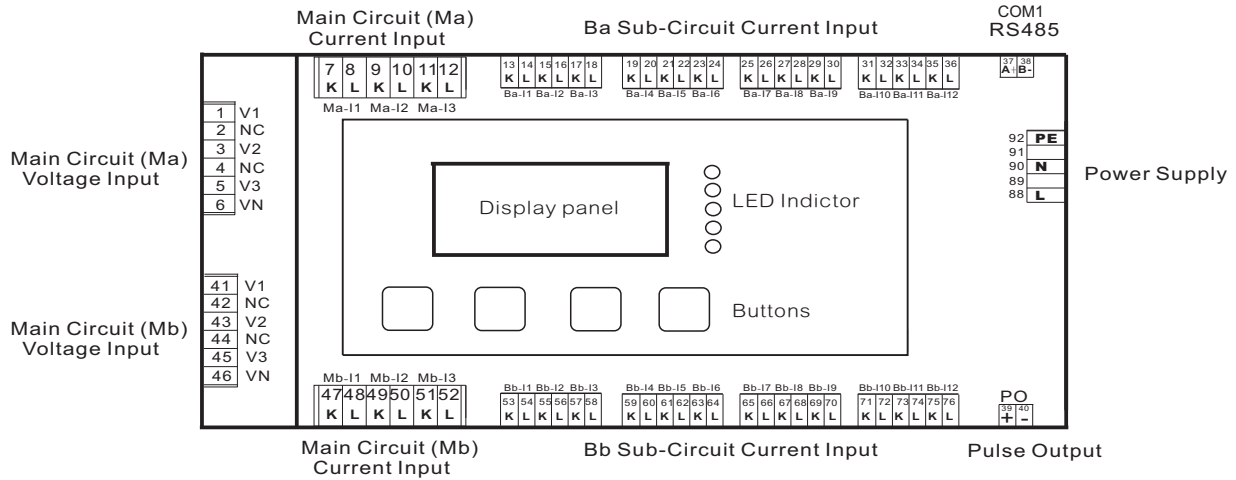 Main Circuit (Ma)
Current Input
Ba Sub-Circuit Current Input
COM1
RS485
7 8 9 10 11 12
K L K L K L
Ma-I1 Ma-I2 Ma-I3
13 14 15 16 17 18
K L K L K L
Ba-I1 Ba-I2 Ba-I3
19 20 21 22 23 24
K L K L K L
Ba-I4 Ba-I5 Ba-I6
25 26 27 28 29 30
K L K L K L
Ba-I7 Ba-I8 Ba-I9
31 32 33 34 35 36
K L K L K L
Ba-I10 Ba-I11 Ba-I12
37 38
A+ B-
Main Circuit (Ma)
Voltage Input
1 V1
2 NC
3 V2
4 NC
5 V3
6 VN
92 PE
91
90 N
89
88 L
Power Supply
Display panel
LED Indictor
Buttons
Main Circuit (Mb)
Voltage Input
41 V1
42 NC
43 V2
44 NC
45 V3
46 VN
Mb-I1 Mb-I2 Mb-I3
47 48 49 50 51 52
K L K L K L
Bb-I1 Bb-I2 Bb-I3
53 54 55 56 57 58
K L K L K L
Bb-I4 Bb-I5 Bb-I6
59 60 61 62 63 64
K L K L K L
Bb-I7 Bb-I8 Bb-I9
65 66 67 68 69 70
K L K L K L
Bb-I10 Bb-I11 Bb-I12
71 72 73 74 75 76
K L K L K L
PO
39 40
+ -
Main Circuit (Mb)
Current Input
Bb Sub-Circuit Current Input
Pulse Output